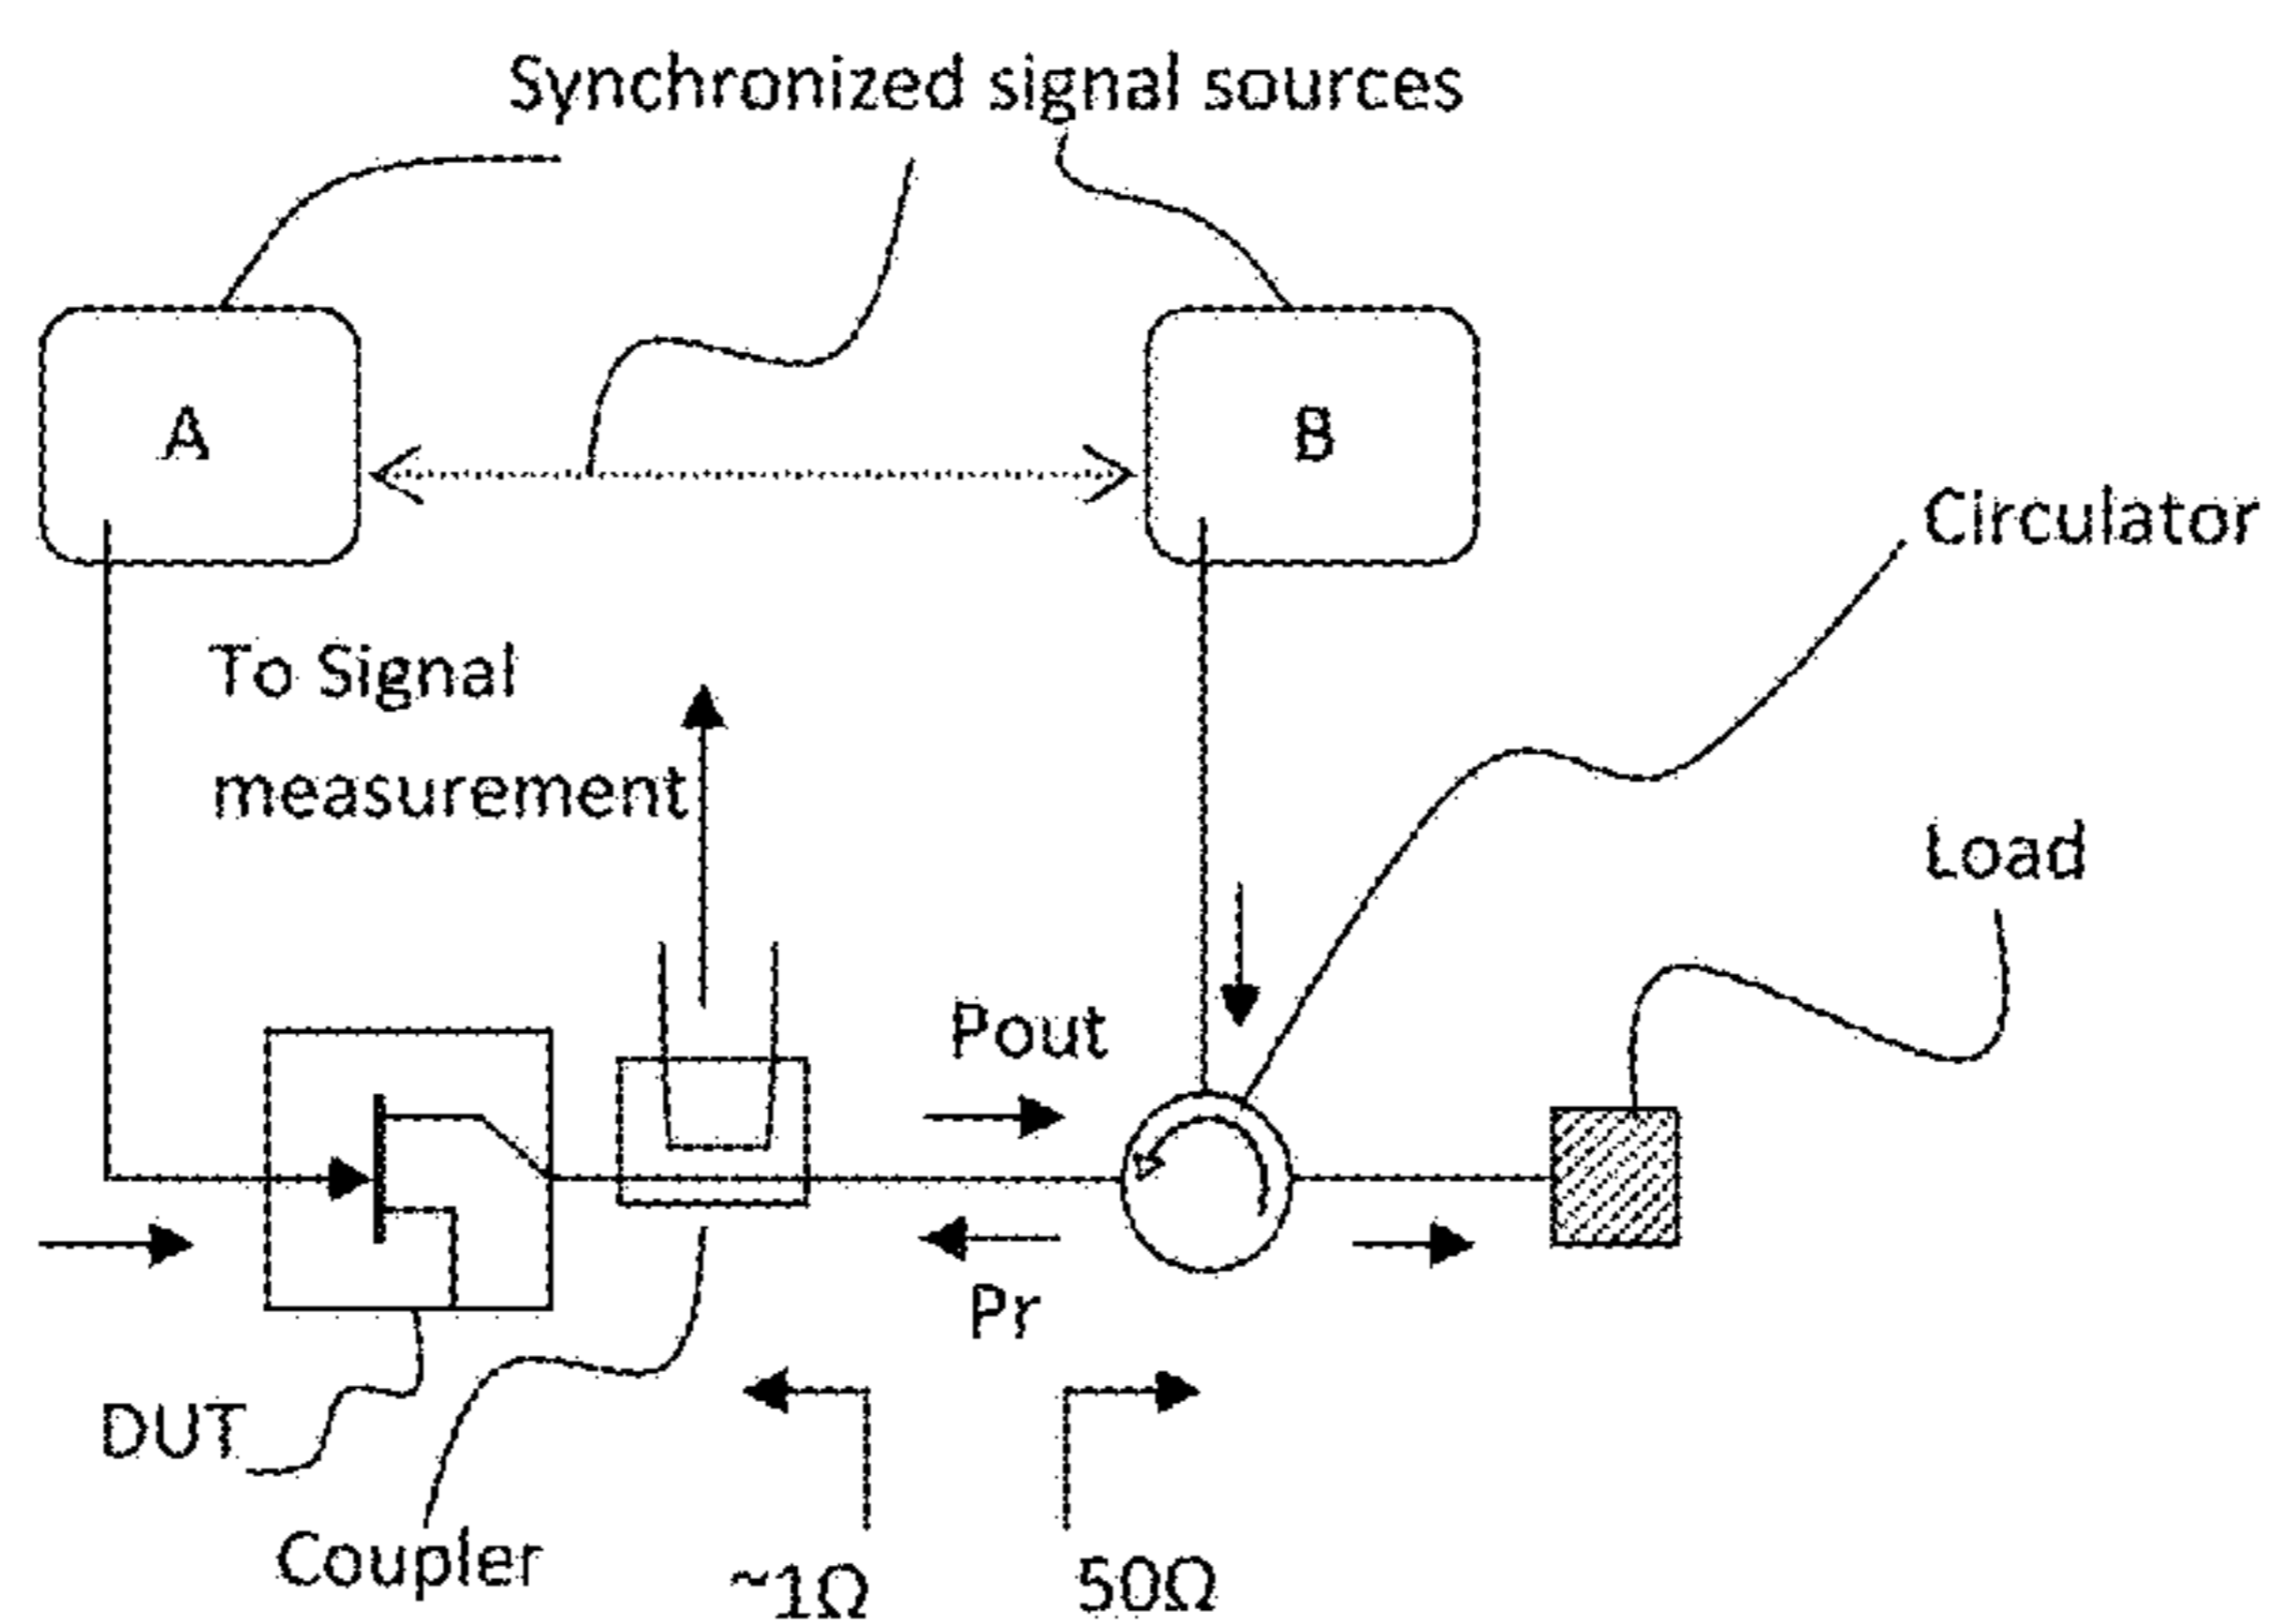 Synchronized signal sources
A
B
Circulator
To Signal
measurement
Load
Pout
Pr
DUT
Coupler
~1Ω
50Ω